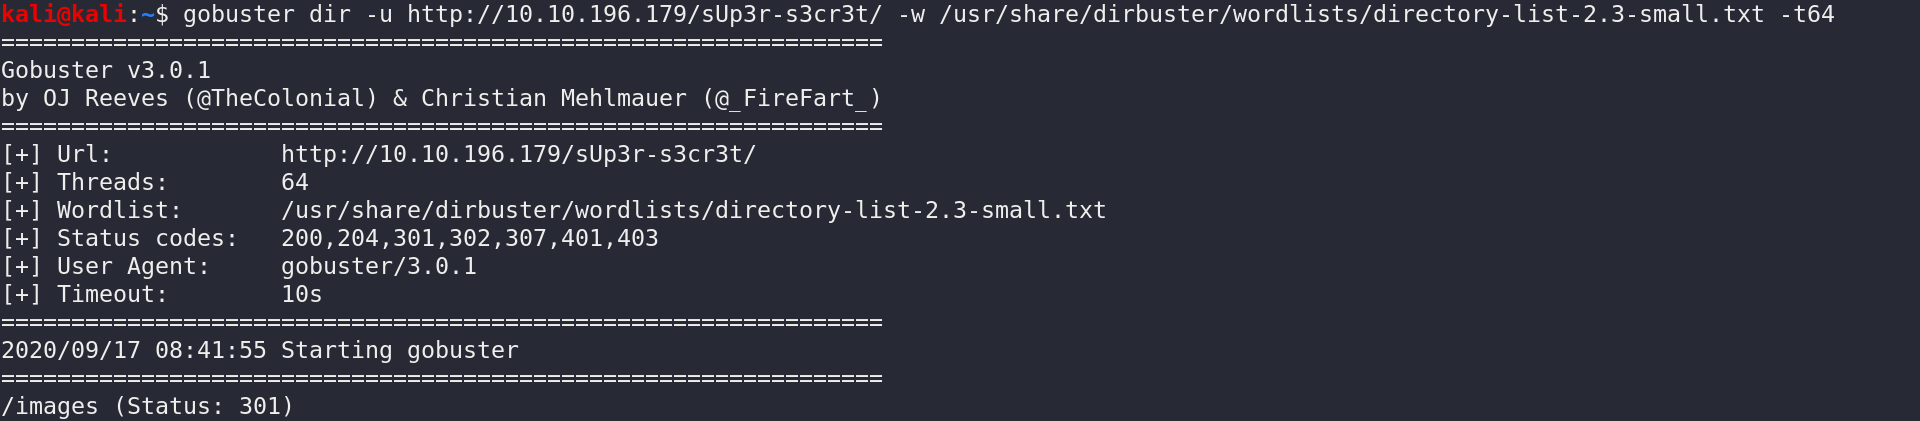 kali@kali:~$ gobuster dir -u http://10.10.196.179/sUp3r-s3cr3t/ -w /usr/share/dirbuster/wordlists/directory-list-2.3-small.txt -t64
===============================================================
Gobuster v3.0.1
by OJ Reeves (@TheColonial) & Christian Mehlmauer (@_FireFart_)
===============================================================
[+] Url:            http://10.10.196.179/sUp3r-s3cr3t/
[+] Threads:        64
[+] Wordlist:       /usr/share/dirbuster/wordlists/directory-list-2.3-small.txt
[+] Status codes:   200,204,301,302,307,401,403
[+] User Agent:     gobuster/3.0.1
[+] Timeout:        10s
===============================================================
2020/09/17 08:41:55 Starting gobuster
===============================================================
/images (Status: 301)